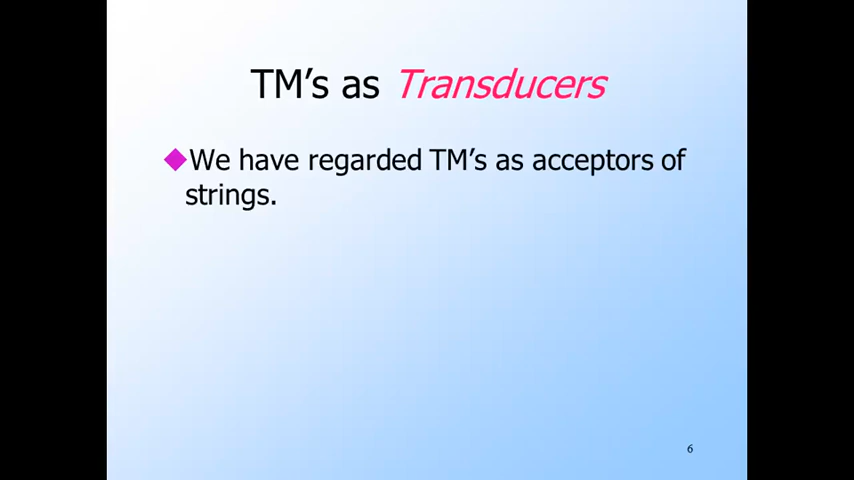 TM's as Transducers
We have regarded TM's as acceptors of
strings.
6